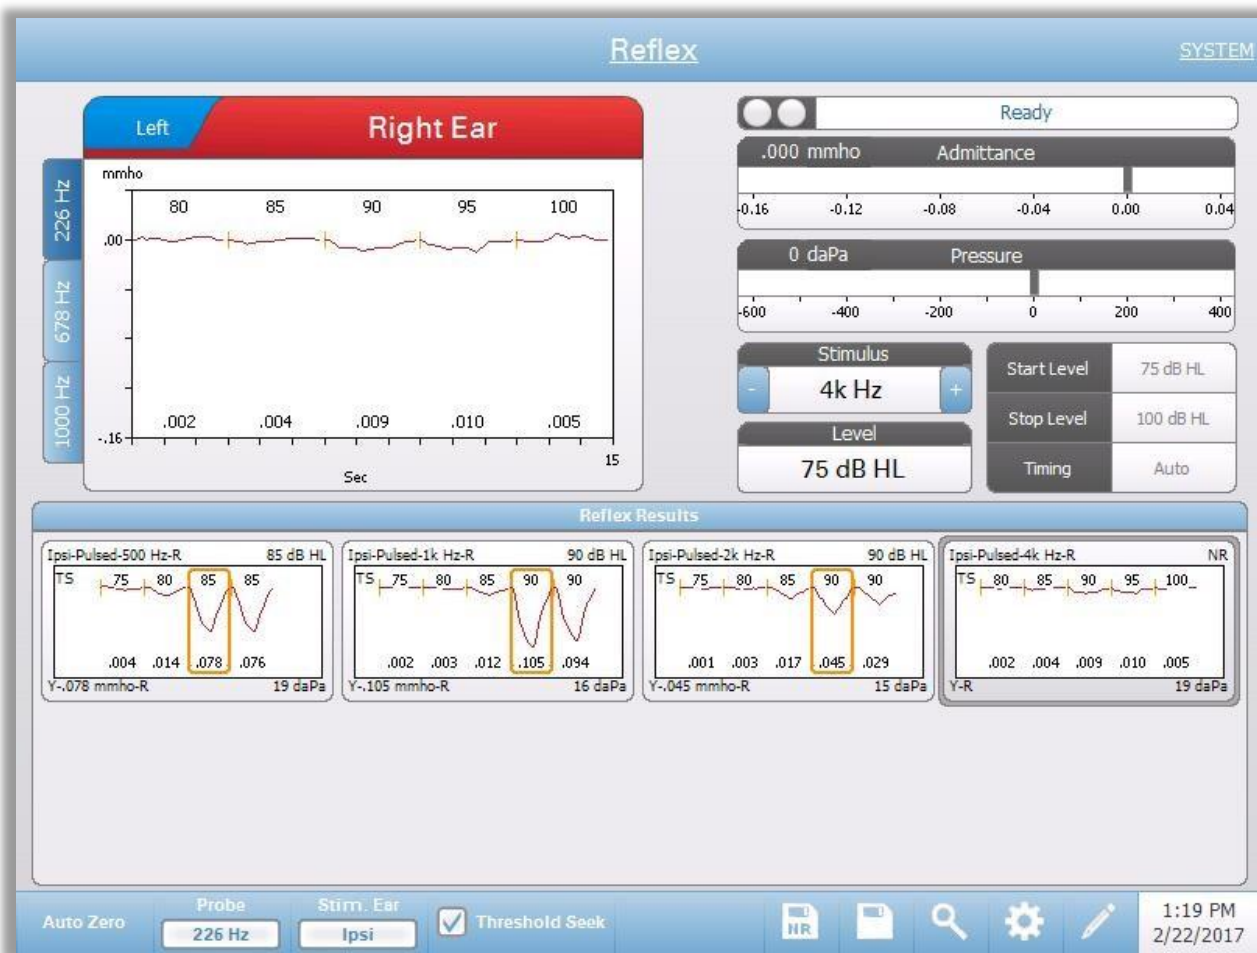 Reflex
SYSTEM
Left
Right Ear
226 Hz
678 Hz
1000 Hz
mmho
80 85 90 95 100
.00
.002 .004 .009 .010 .005
-.16
15
Sec
Ready
.000 mmho Admittance
-0.16 -0.12 -0.08 -0.04 0.00 0.04
0 daPa Pressure
-600 -400 -200 0 200 400
Stimulus
- 4k Hz +
Level
75 dB HL
Start Level 75 dB HL
Stop Level 100 dB HL
Timing Auto
Reflex Results
Ipsi-Pulsed-500 Hz-R 85 dB HL
TS 75 80 85 85
.004 .014 .078 .076
Y-.078 mmho-R 19 daPa
Ipsi-Pulsed-1k Hz-R 90 dB HL
TS 75 80 85 90 90
.002 .003 .012 .105 .094
Y-.105 mmho-R 16 daPa
Ipsi-Pulsed-2k Hz-R 90 dB HL
TS 75 80 85 90 90
.001 .003 .017 .045 .029
Y-.045 mmho-R 15 daPa
Ipsi-Pulsed-4k Hz-R NR
TS 80 85 90 95 100
.002 .004 .009 .010 .005
Y-R 19 daPa
Auto Zero
Probe
226 Hz
Stim. Ear
Ipsi
Threshold Seek
NR
1:19 PM
2/22/2017